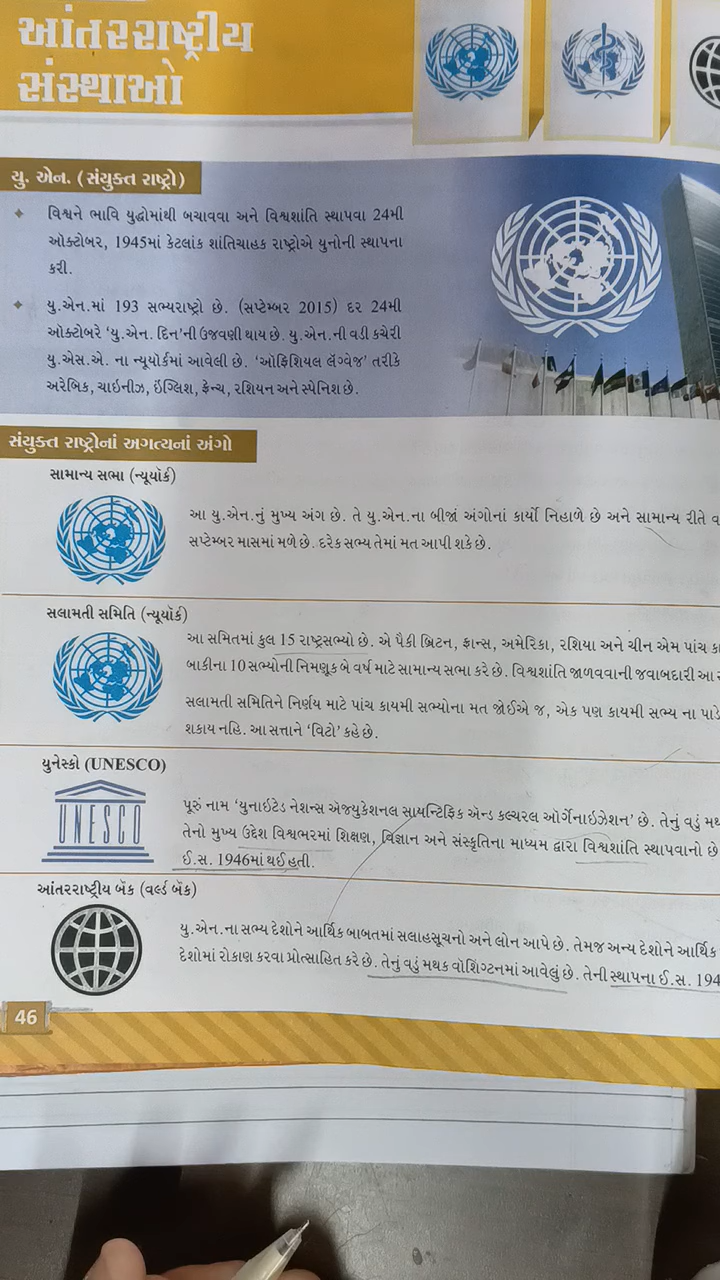 આંતરરાષ્ટ્રીય
સંસ્થાઓ
યુ. એન. (સંયુક્ત રાષ્ટ્રો)
વિશ્વને ભાવિ યુદ્ધોમાંથી બચાવવા અને વિશ્વશાંતિ સ્થાપવા 24મી
ઑક્ટોબર, 1945માં કેટલાંક શાંતિચાહક રાષ્ટ્રોએ યુનોની સ્થાપના
કરી.
યુ.એન.માં 193 સભ્યરાષ્ટ્રો છે. (સપ્ટેમ્બર 2015) દર 24મી
ઓક્ટોબરે ‘યુ.એન. દિન’ની ઉજવણી થાય છે. યુ.એન.ની વડી કચેરી
યુ.એસ.એ. ના ન્યૂયોર્કમાં આવેલી છે. ‘ઑફિશિયલ લૅંગ્વેજ’ તરીકે
અરેબિક, ચાઇનીઝ, ઇંગ્લિશ, ફ્રેન્ચ, રશિયન અને સ્પેનિશ છે.
સંયુક્ત રાષ્ટ્રોનાં અગત્યનાં અંગો
સામાન્ય સભા (ન્યૂયૉર્ક)
આ યુ.એન.નું મુખ્ય અંગ છે. તે યુ.એન.ના બીજાં અંગોનાં કાર્યો નિહાળે છે અને સામાન્ય રીતે
સપ્ટેમ્બર માસમાં મળે છે. દરેક સભ્ય તેમાં મત આપી શકે છે.
સલામતી સમિતિ (ન્યૂયૉર્ક)
આ સમિતમાં કુલ 15 રાષ્ટ્રસભ્યો છે. એ પૈકી બ્રિટન, ફ્રાન્સ, અમેરિકા, રશિયા અને ચીન એમ પાંચ
બાકીના 10 સભ્યોની નિમણૂક બે વર્ષ માટે સામાન્ય સભા કરે છે. વિશ્વશાંતિ જાળવવાની જવાબદારી આ
સલામતી સમિતિને નિર્ણય માટે પાંચ કાયમી સભ્યોના મત જોઈએ જ, એક પણ કાયમી સભ્ય ના પાડે
શકાય નહિ. આ સત્તાને ‘વિટો’ કહે છે.
યુનેસ્કો (UNESCO)
UNESCO
પૂરું નામ ‘યુનાઇટેડ નેશન્સ ઍજ્યુકેશનલ સાયન્ટિફિક ઍન્ડ કલ્ચરલ ઑર્ગેનાઇઝેશન’ છે. તેનું વડું
તેનો મુખ્ય ઉદ્દેશ વિશ્વભરમાં શિક્ષણ, વિજ્ઞાન અને સંસ્કૃતિના માધ્યમ દ્વારા વિશ્વશાંતિ સ્થાપવાનો છે
ઈ.સ. 1946માં થઈ હતી.
આંતરરાષ્ટ્રીય બૅંક (વર્લ્ડ બૅંક)
યુ.એન.ના સભ્ય દેશોને આર્થિક બાબતમાં સલાહસૂચનો અને લોન આપે છે. તેમજ અન્ય દેશોને આર્થિક
દેશોમાં રોકાણ કરવા પ્રોત્સાહિત કરે છે. તેનું વડું મથક વૉશિંગ્ટનમાં આવેલું છે. તેની સ્થાપના ઈ.સ.
46